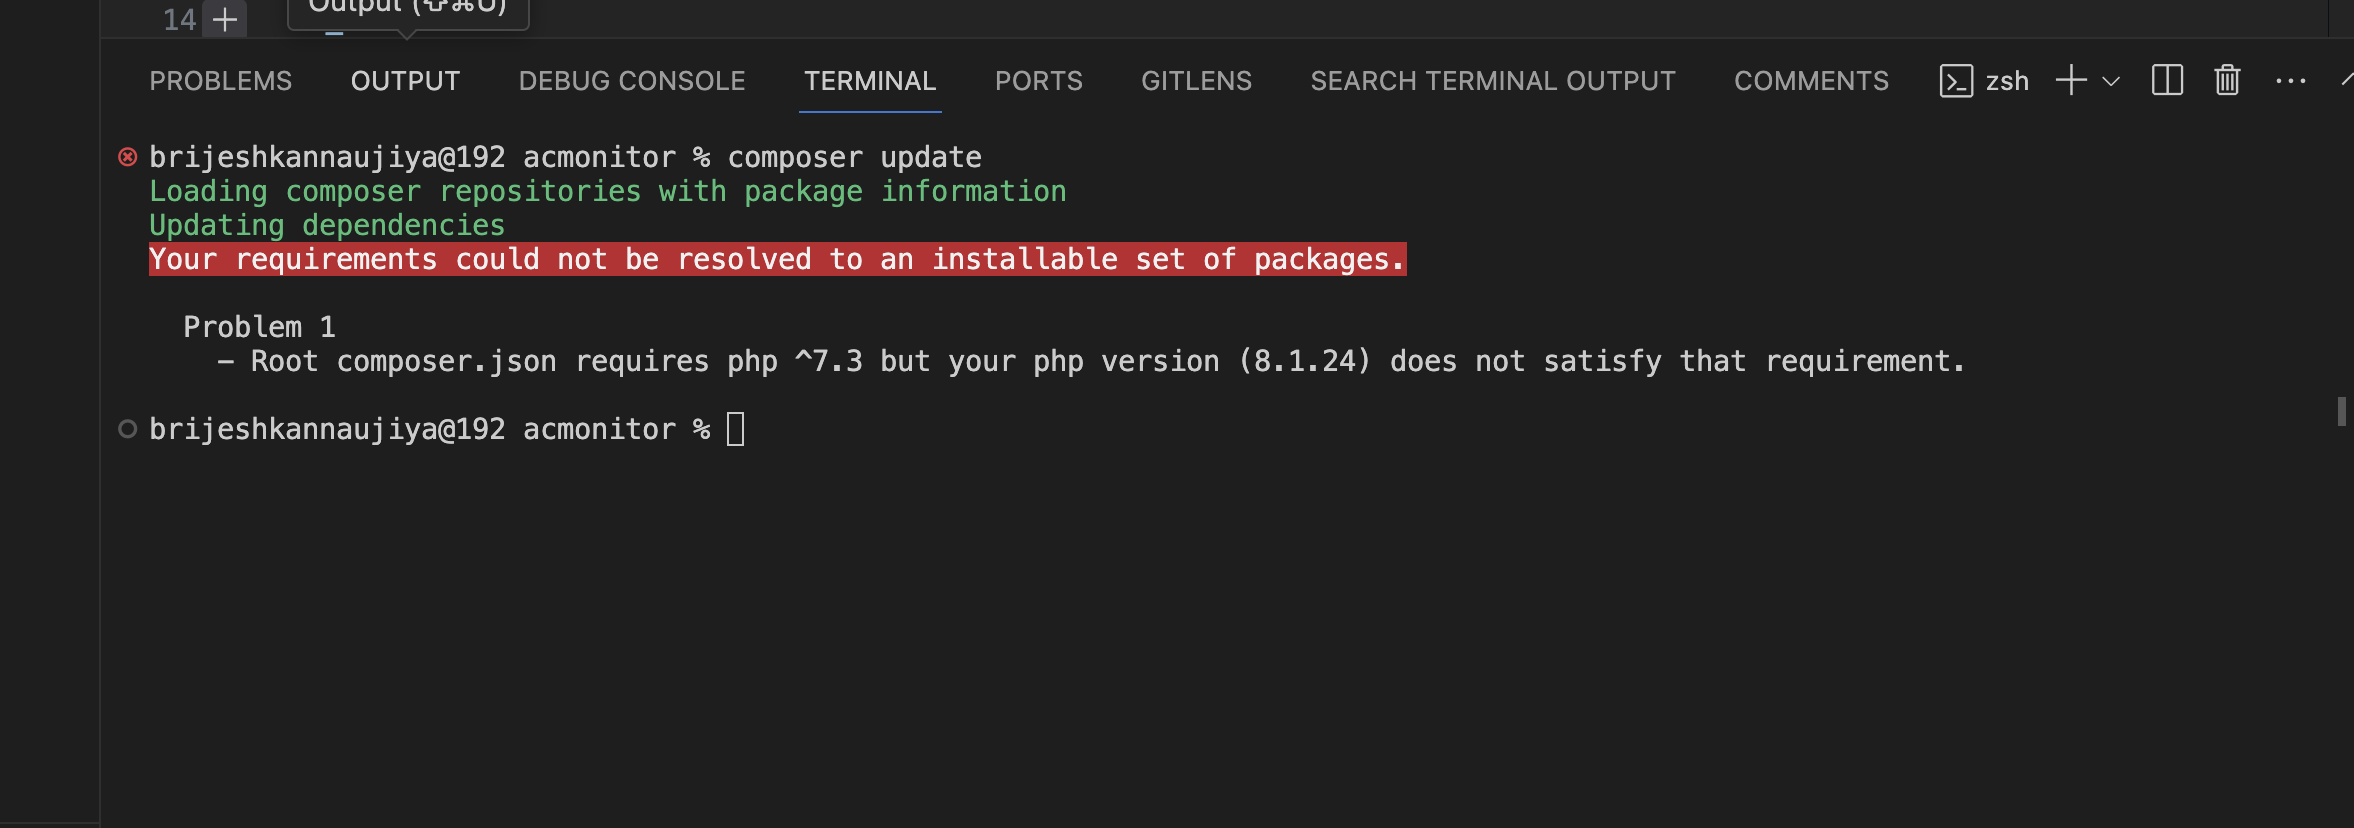 14
Output (⇧⌘U)
PROBLEMS OUTPUT DEBUG CONSOLE TERMINAL PORTS GITLENS SEARCH TERMINAL OUTPUT COMMENTS zsh
brijeshkannaujiya@192 acmonitor % composer update
Loading composer repositories with package information
Updating dependencies
Your requirements could not be resolved to an installable set of packages.
Problem 1
- Root composer.json requires php ^7.3 but your php version (8.1.24) does not satisfy that requirement.
brijeshkannaujiya@192 acmonitor %